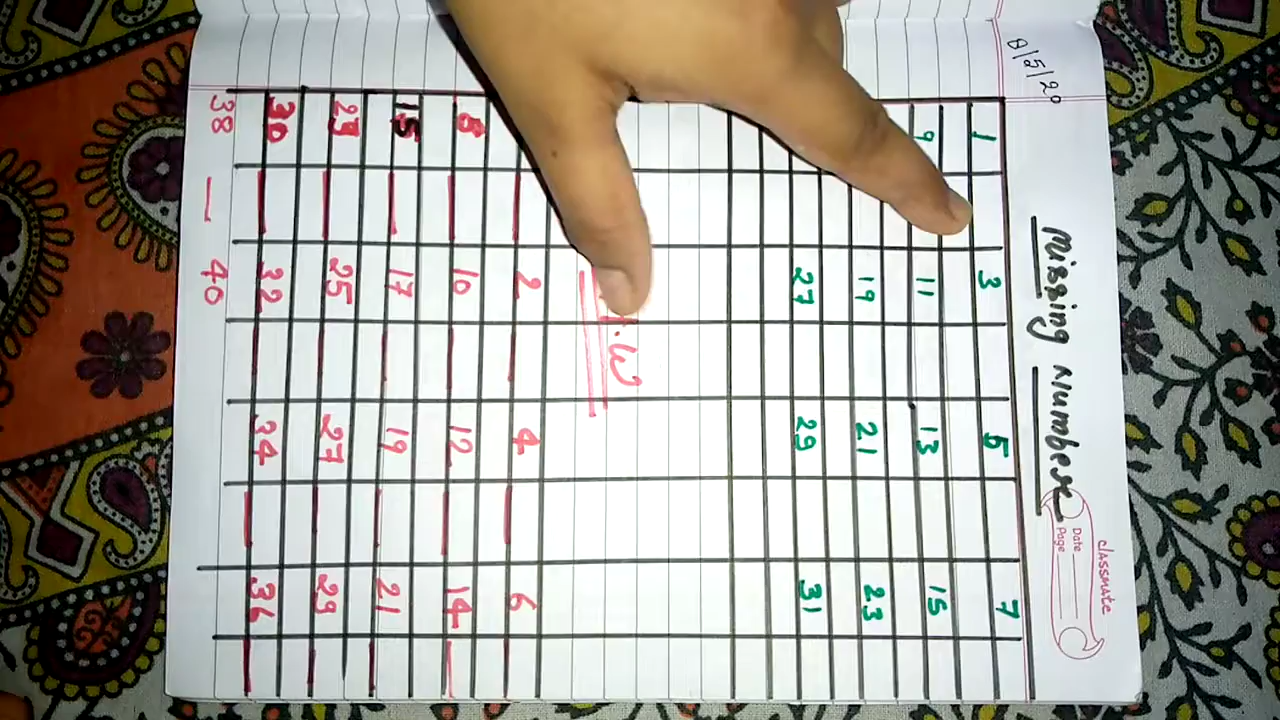 classmate
Date
Page
8/5/20
Missing Numbers
1 3 5 7
9 11 13 15
19 21 23
27 29 31
— 2 — 4 — 6 —
8 — 10 — 12 — 14 —
15 — 17 — 19 — 21 —
23 — 25 — 27 — 29 —
30 — 32 — 34 — 36 —
38 — 40